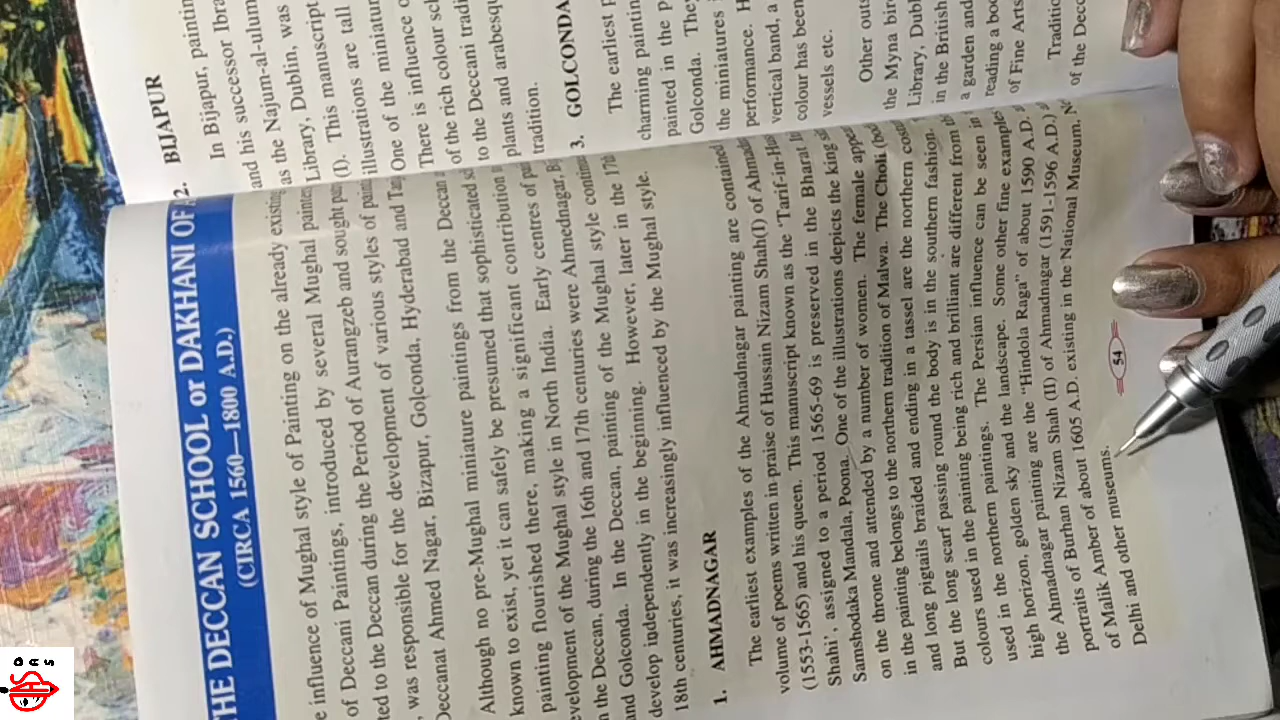 THE DECCAN SCHOOL or DAKHANI OF
(CIRCA 1560—1800 A.D.)
e influence of Mughal style of Painting on the already existing
of Deccani Paintings, introduced by several Mughal painte
ted to the Deccan during the Period of Aurangzeb and sought
was responsible for the development of various styles of
Deccanat Ahmed Nagar, Bizapur, Golconda, Hyderabad and
Although no pre-Mughal miniature paintings from the Deccan
known to exist, yet it can safely be presumed that sophisticated
painting flourished there, making a significant contribution
evelopment of the Mughal style in North India. Early centres of
n the Deccan, during the 16th and 17th centuries were Ahmednagar,
and Golconda. In the Deccan, painting of the Mughal style contin
develop independently in the beginning. However, later in the 17th
18th centuries, it was increasingly influenced by the Mughal style.
1. AHMADNAGAR
The earliest examples of the Ahmadnagar painting are contained
volume of poems written in praise of Hussain Nizam Shah(I) of Ahmad
(1553-1565) and his queen. This manuscript known as the 'Tarif-in-
Shahi', assigned to a period 1565-69 is preserved in the Bharat
Samshodaka Mandala, Poona, One of the illustrations depicts the king
on the throne and attended by a number of women. The female appe
in the painting belongs to the northern tradition of Malwa. The Choli
and long pigtails braided and ending in a tassel are the northern
But the long scarf passing round the body is in the southern fashion.
colours used in the painting being rich and brilliant are different from
used in the northern paintings. The Persian influence can be seen in
high horizon, golden sky and the landscape. Some other fine examples
the Ahmadnagar painting are the "Hindola Raga" of about 1590 A.D.
portraits of Burhan Nizam Shah (II) of Ahmadnagar (1591-1596 A.D.)
of Malik Amber of about 1605 A.D. existing in the National Museum,
Delhi and other museums.
54
2. BIJAPUR
In Bijapur, paintin
and his successor Ibra
as the Najum-al-ulum
Library, Dublin, was
(I). This manuscript
illustrations are tall
One of the miniatur
There is influence o
of the rich colour sc
to the Deccani tradi
plants and arabesqu
tradition.
3. GOLCONDA
The earliest
charming paintin
painted in the p
Golconda. The
the miniatures
performance. H
vertical band, a
colour has been
vessels etc.
Other outs
the Myna bir
Library, Dubl
in the British
a garden and
reading a boo
of Fine Arts
Traditio
of the Decc